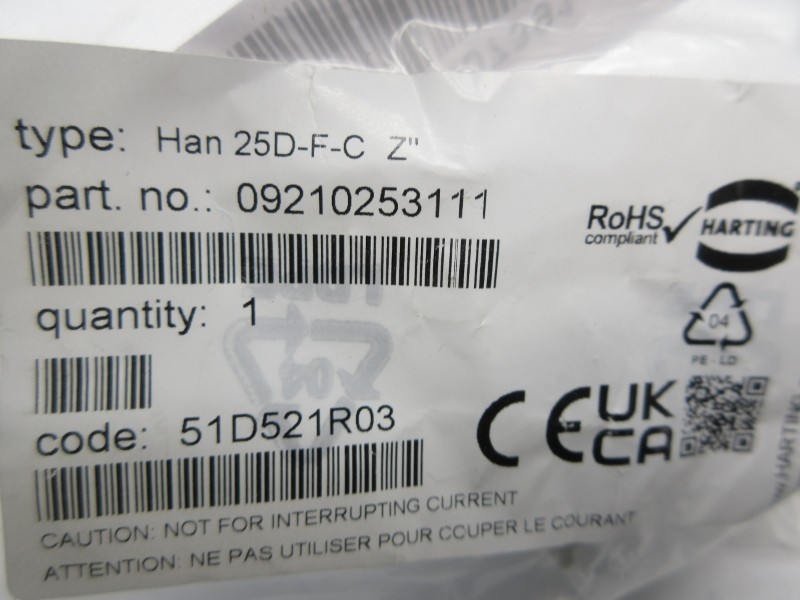 type: Han 25D-F-C Z"
part. no.: 09210253111
RoHS
compliant
HARTING
quantity: 1
04
PE-LD
code: 51D521R03
CE UK
CA
CAUTION: NOT FOR INTERRUPTING CURRENT
ATTENTION: NE PAS UTILISER POUR CCUPER LE COURANT
HARTING